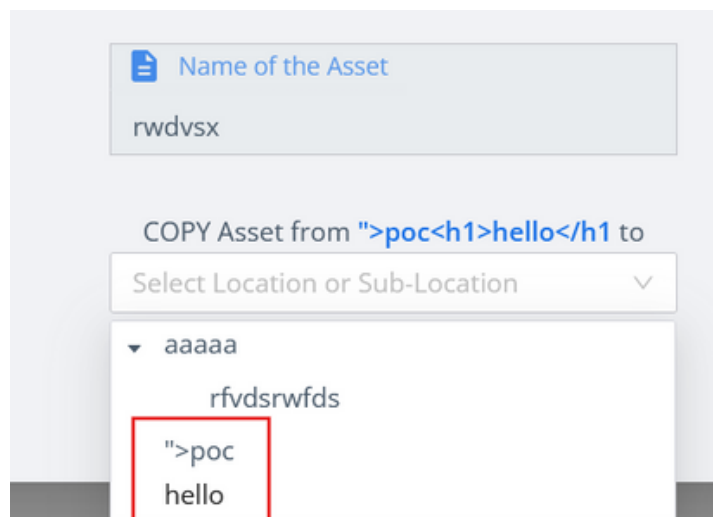 Name of the Asset
rwdvsx
COPY Asset from ">poc<h1>hello</h1 to
Select Location or Sub-Location
aaaaa
rfvdsrwfds
">poc
hello